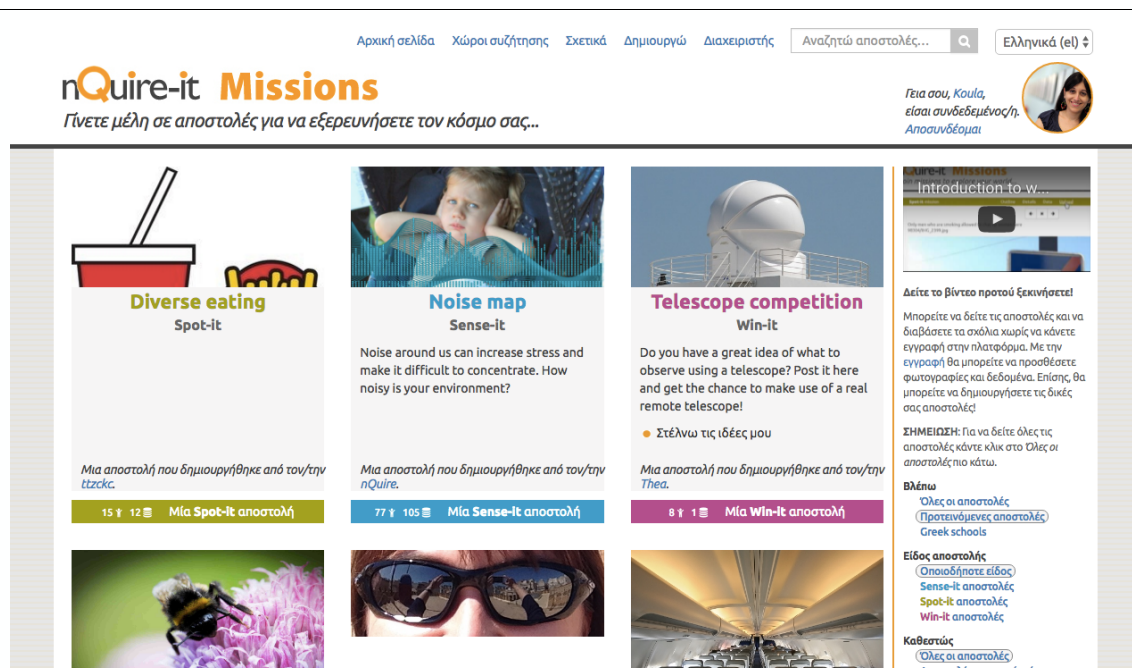 Αρχική σελίδα Χώροι συζήτησης Σχετικά Δημιουργώ Διαχειριστής Αναζητώ αποστολές... Ελληνικά (el)
nQuire-it Missions
Γίνετε μέλη σε αποστολές για να εξερευνήσετε τον κόσμο σας...
Γεια σου, Koula,
είσαι συνδεδεμένος/η.
Αποσυνδέομαι
Diverse eating
Spot-it
Μια αποστολή που δημιουργήθηκε από τον/την
ttzckc.
15 12 Μία Spot-it αποστολή
Noise map
Sense-it
Noise around us can increase stress and
make it difficult to concentrate. How
noisy is your environment?
Μια αποστολή που δημιουργήθηκε από τον/την
nQuire.
77 105 Μία Sense-it αποστολή
Telescope competition
Win-it
Do you have a great idea of what to
observe using a telescope? Post it here
and get the chance to make use of a real
remote telescope!
Στέλνω τις ιδέες μου
Μια αποστολή που δημιουργήθηκε από τον/την
Thea.
8 1 Μία Win-it αποστολή
Introduction to w...
Δείτε το βίντεο προτού ξεκινήσετε!
Μπορείτε να δείτε τις αποστολές και να
διαβάσετε τα σχόλια χωρίς να κάνετε
εγγραφή στην πλατφόρμα. Με την
εγγραφή θα μπορείτε να προσθέσετε
φωτογραφίες και δεδομένα. Επίσης, θα
μπορείτε να δημιουργήσετε τις δικές
σας αποστολές!
ΣΗΜΕΙΩΣΗ: Για να δείτε όλες τις
αποστολές κάντε κλικ στο Όλες οι
αποστολές πιο κάτω.
Βλέπω
Όλες οι αποστολές
Προτεινόμενες αποστολές
Greek schools
Είδος αποστολής
Οποιοδήποτε είδος
Sense-it αποστολές
Spot-it αποστολές
Win-it αποστολές
Καθεστώς
Όλες οι αποστολές